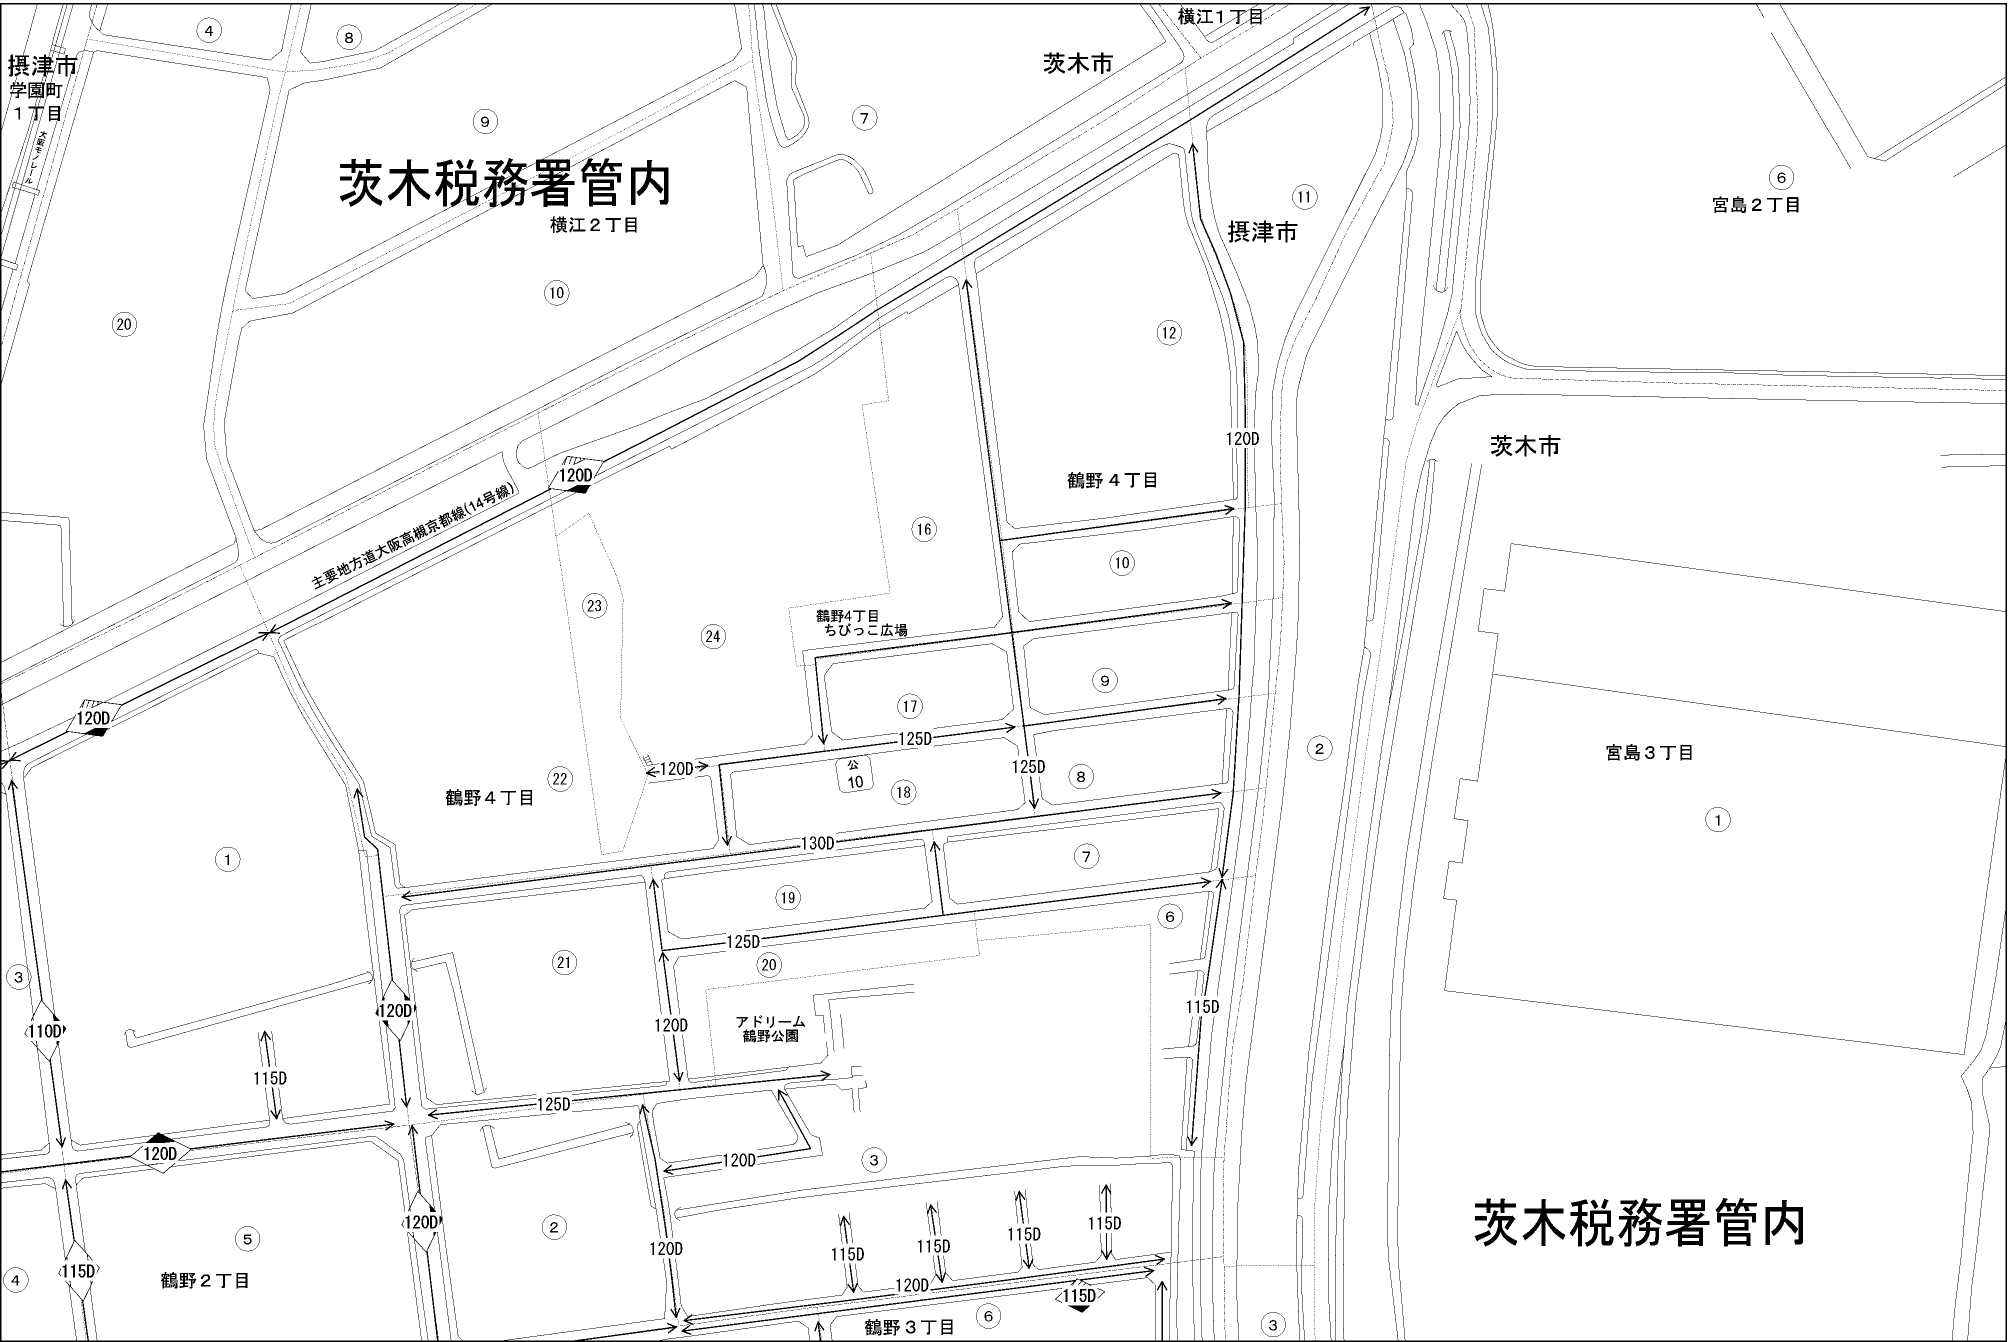 横江１丁目
④
⑧
摂津市
学園町
１丁目
大阪モノレール
茨木市
⑨
⑦
茨木税務署管内
横江２丁目
⑥
宮島２丁目
⑪
摂津市
⑩
⑳
⑫
120D
茨木市
鶴野４丁目
120D
主要地方道大阪高槻京都線(14号線)
⑯
⑩
㉓
鶴野4丁目
ちびっこ広場
㉔
⑨
⑰
120D
125D
②
宮島３丁目
120D
125D
公
10
⑧
㉒
鶴野４丁目
⑱
①
130D
①
⑦
⑲
⑥
125D
㉑
⑳
③
115D
120D
110D
120D
アドリーム
鶴野公園
115D
125D
120D
120D
③
茨木税務署管内
120D
②
⑤
115D
115D
115D
115D
120D
④
115D
鶴野２丁目
120D
115D
鶴野３丁目
⑥
③